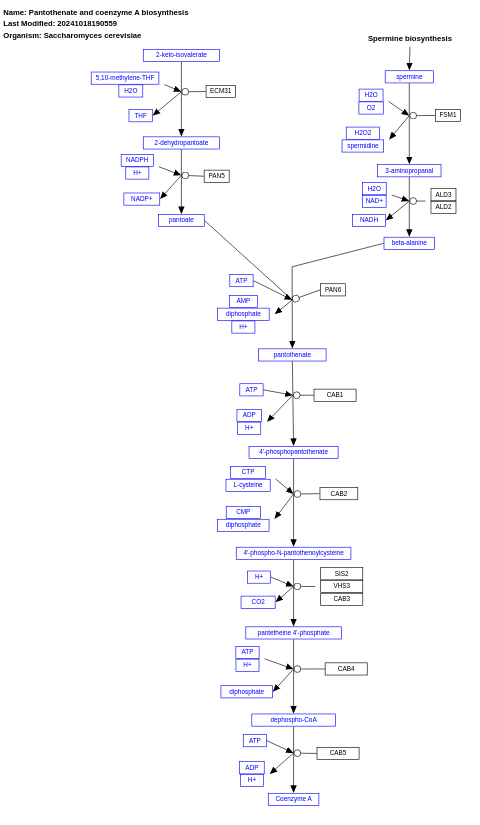 Name: Pantothenate and coenzyme A biosynthesis
Last Modified: 20241018190559
Organism: Saccharomyces cerevisiae
Spermine biosynthesis
2-keto-isovalerate
5,10-methylene-THF
H2O
ECM31
THF
2-dehydropantoate
NADPH
H+
PAN5
NADP+
pantoate
spermine
H2O
O2
FSM1
H2O2
spermidine
3-aminopropanal
H2O
NAD+
ALD3
ALD2
NADH
beta-alanine
ATP
PAN6
AMP
diphosphate
H+
pantothenate
ATP
CAB1
ADP
H+
4'-phosphopantothenate
CTP
L-cysteine
CAB2
CMP
diphosphate
4'-phospho-N-pantothenoylcysteine
H+
SIS2
VHS3
CAB3
CO2
pantetheine 4'-phosphate
ATP
H+
CAB4
diphosphate
dephospho-CoA
ATP
CAB5
ADP
H+
Coenzyme A